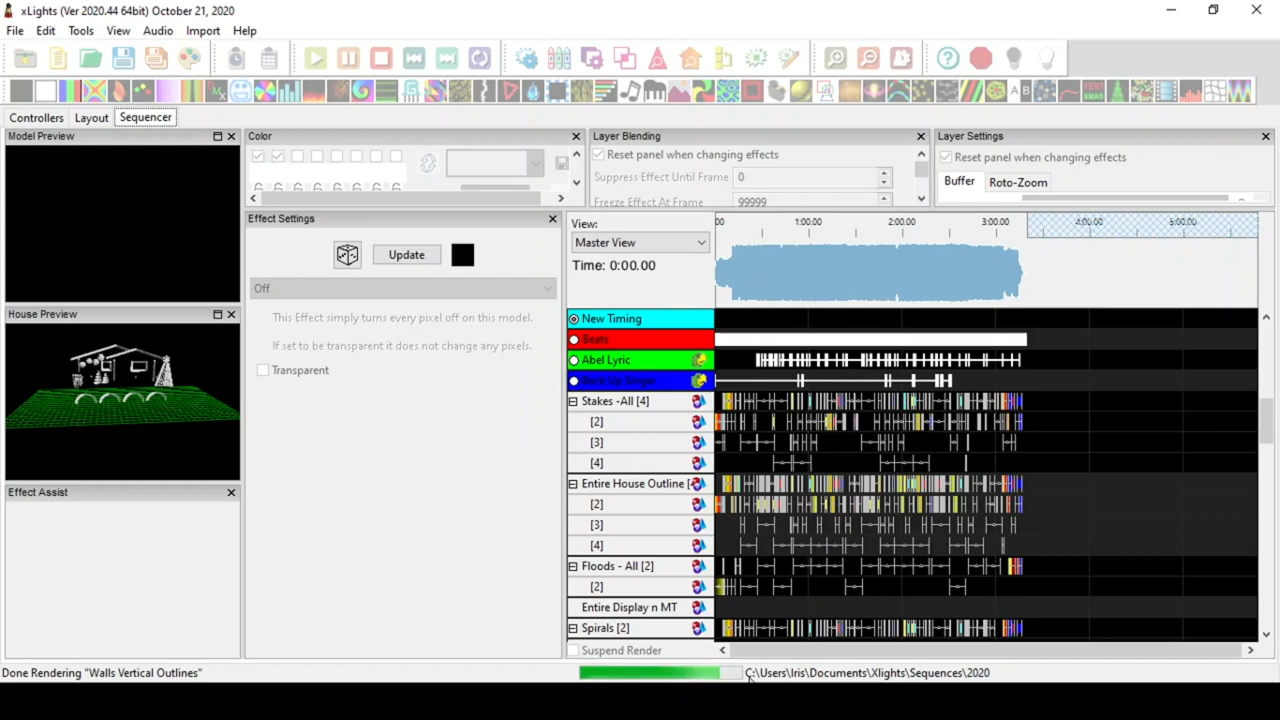 xLights (Ver 2020.44 64bit) October 21, 2020
File Edit Tools View Audio Import Help
Controllers Layout Sequencer
Model Preview
Color
Layer Blending
Layer Settings
Reset panel when changing effects
Reset panel when changing effects
Suppress Effect Until Frame 0
Freeze Effect At Frame 99999
Buffer Roto-Zoom
Effect Settings
Update
Off
This Effect simply turns every pixel off on this model.
If set to be transparent it does not change any pixels.
Transparent
House Preview
Effect Assist
View:
Master View
Time: 0:00.00
00 1:00.00 2:00.00 3:00.00 4:00.00 5:00.00
New Timing
Beats
Abel Lyric
Back Up Singer
Stakes -All [4]
[2]
[3]
[4]
Entire House Outline [4
[2]
[3]
[4]
Floods - All [2]
[2]
Entire Display n MT
Spirals [2]
Suspend Render
Done Rendering "Walls Vertical Outlines"
C:\Users\Iris\Documents\Xlights\Sequences\2020